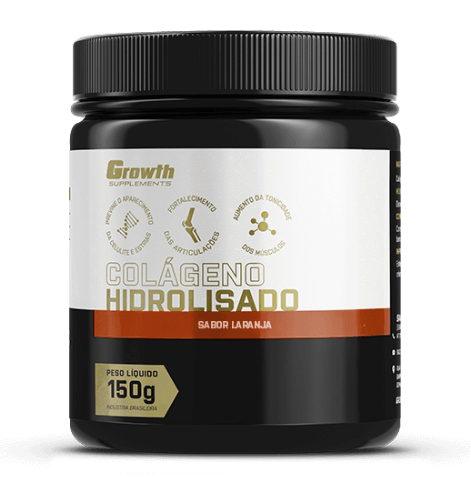 Growth
SUPPLEMENTS
PREVINE O APARECIMENTO
DA CELULITE E ESTRIAS
FORTALECIMENTO
DAS ARTICULAÇÕES
AUMENTO DA TONICIDADE
DOS MÚSCULOS
COLÁGENO
HIDROLISADO
SABOR LARANJA
PESO LÍQUIDO
150g
INDÚSTRIA BRASILEIRA